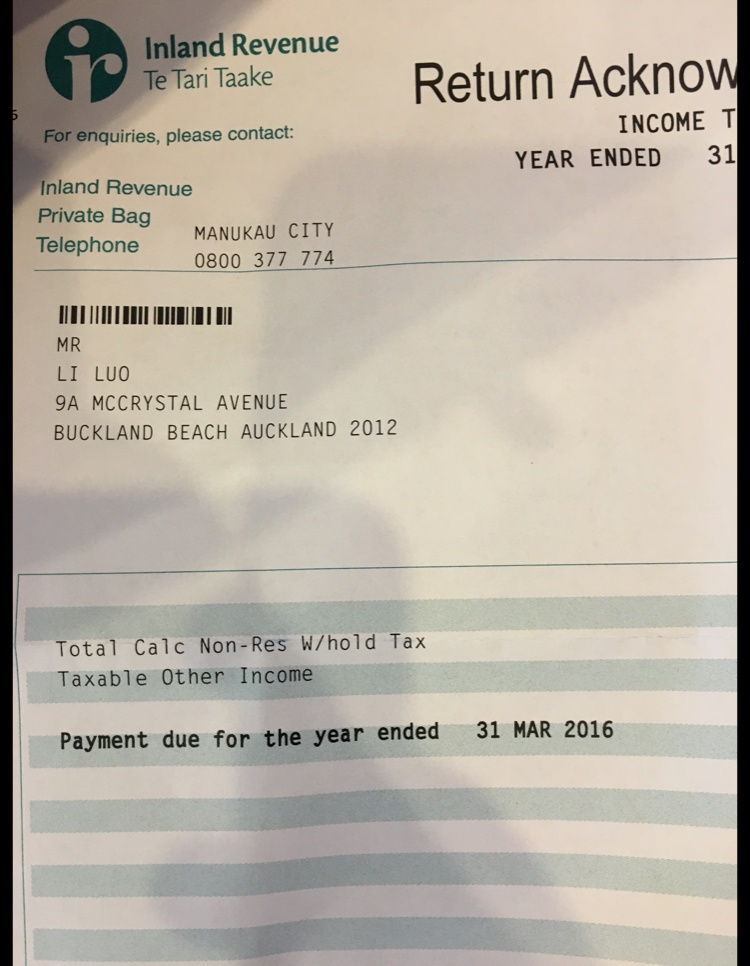 Inland Revenue
Te Tari Taake
Return Acknow
INCOME T
For enquiries, please contact:
YEAR ENDED 31
Inland Revenue
Private Bag
MANUKAU CITY
Telephone
0800 377 774
MR
LI LUO
9A MCCRYSTAL AVENUE
BUCKLAND BEACH AUCKLAND 2012
Total Calc Non-Res W/hold Tax
Taxable Other Income
Payment due for the year ended 31 MAR 2016